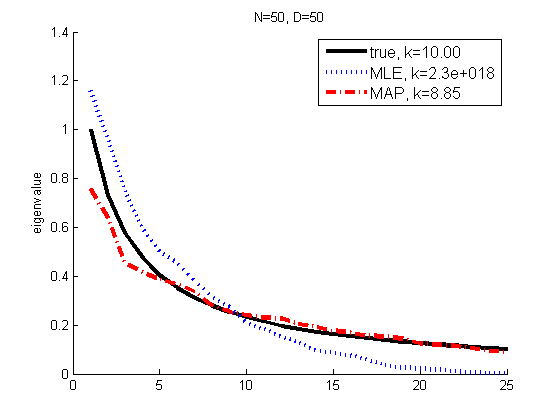 N=50, D=50
true, k=10.00
MLE, k=2.3e+018
MAP, k=8.85
1.4
1.2
1
0.8
0.6
0.4
0.2
0
eigenvalue
0 5 10 15 20 25